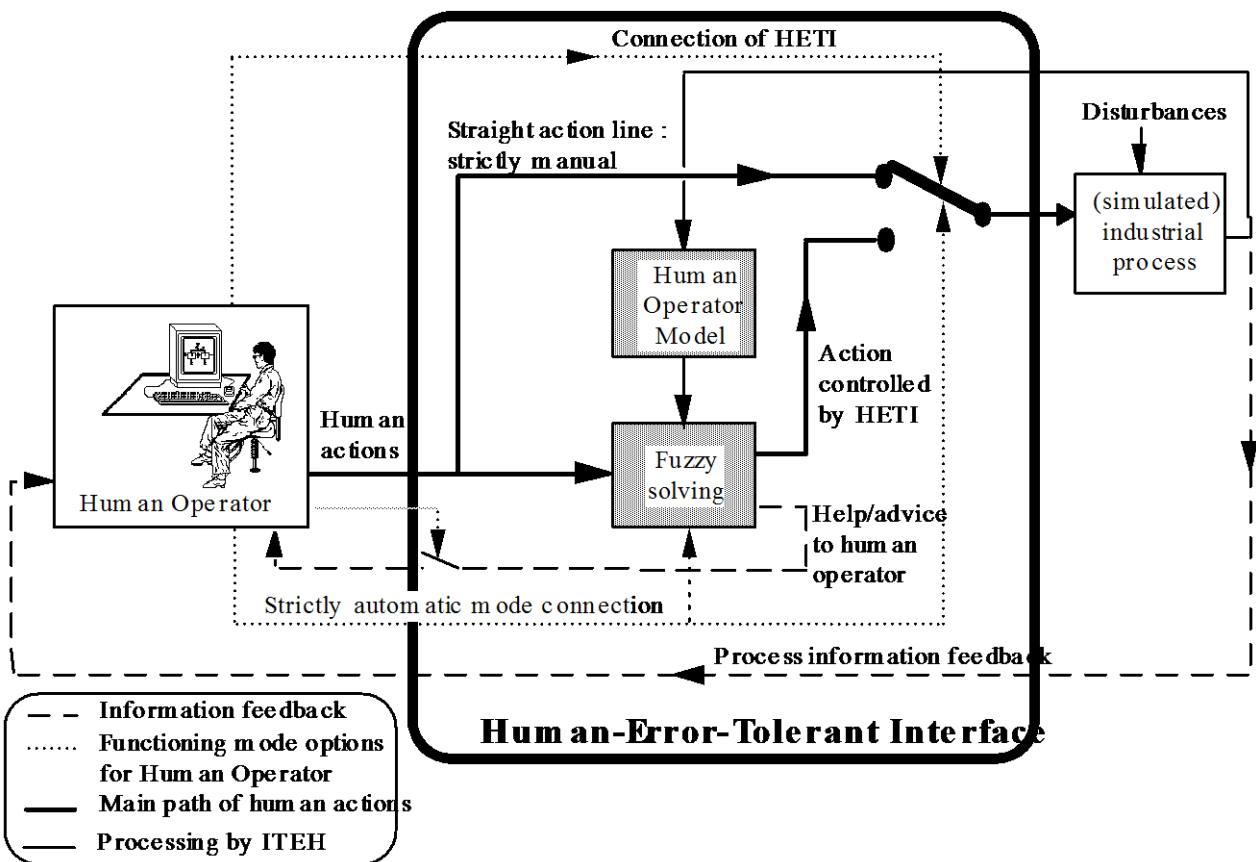 Connection of HETI
Straight action line :
strictly manual
Disturbances
(simulated)
industrial
process
Human
Operator
Model
Action
controlled
by HETI
Human
actions
Fuzzy
solving
Human Operator
Help/advice
to human
operator
Strictly automatic mode connection
Process information feedback
Human-Error-Tolerant Interface
Information feedback
Functioning mode options
for Human Operator
Main path of human actions
Processing by ITEH